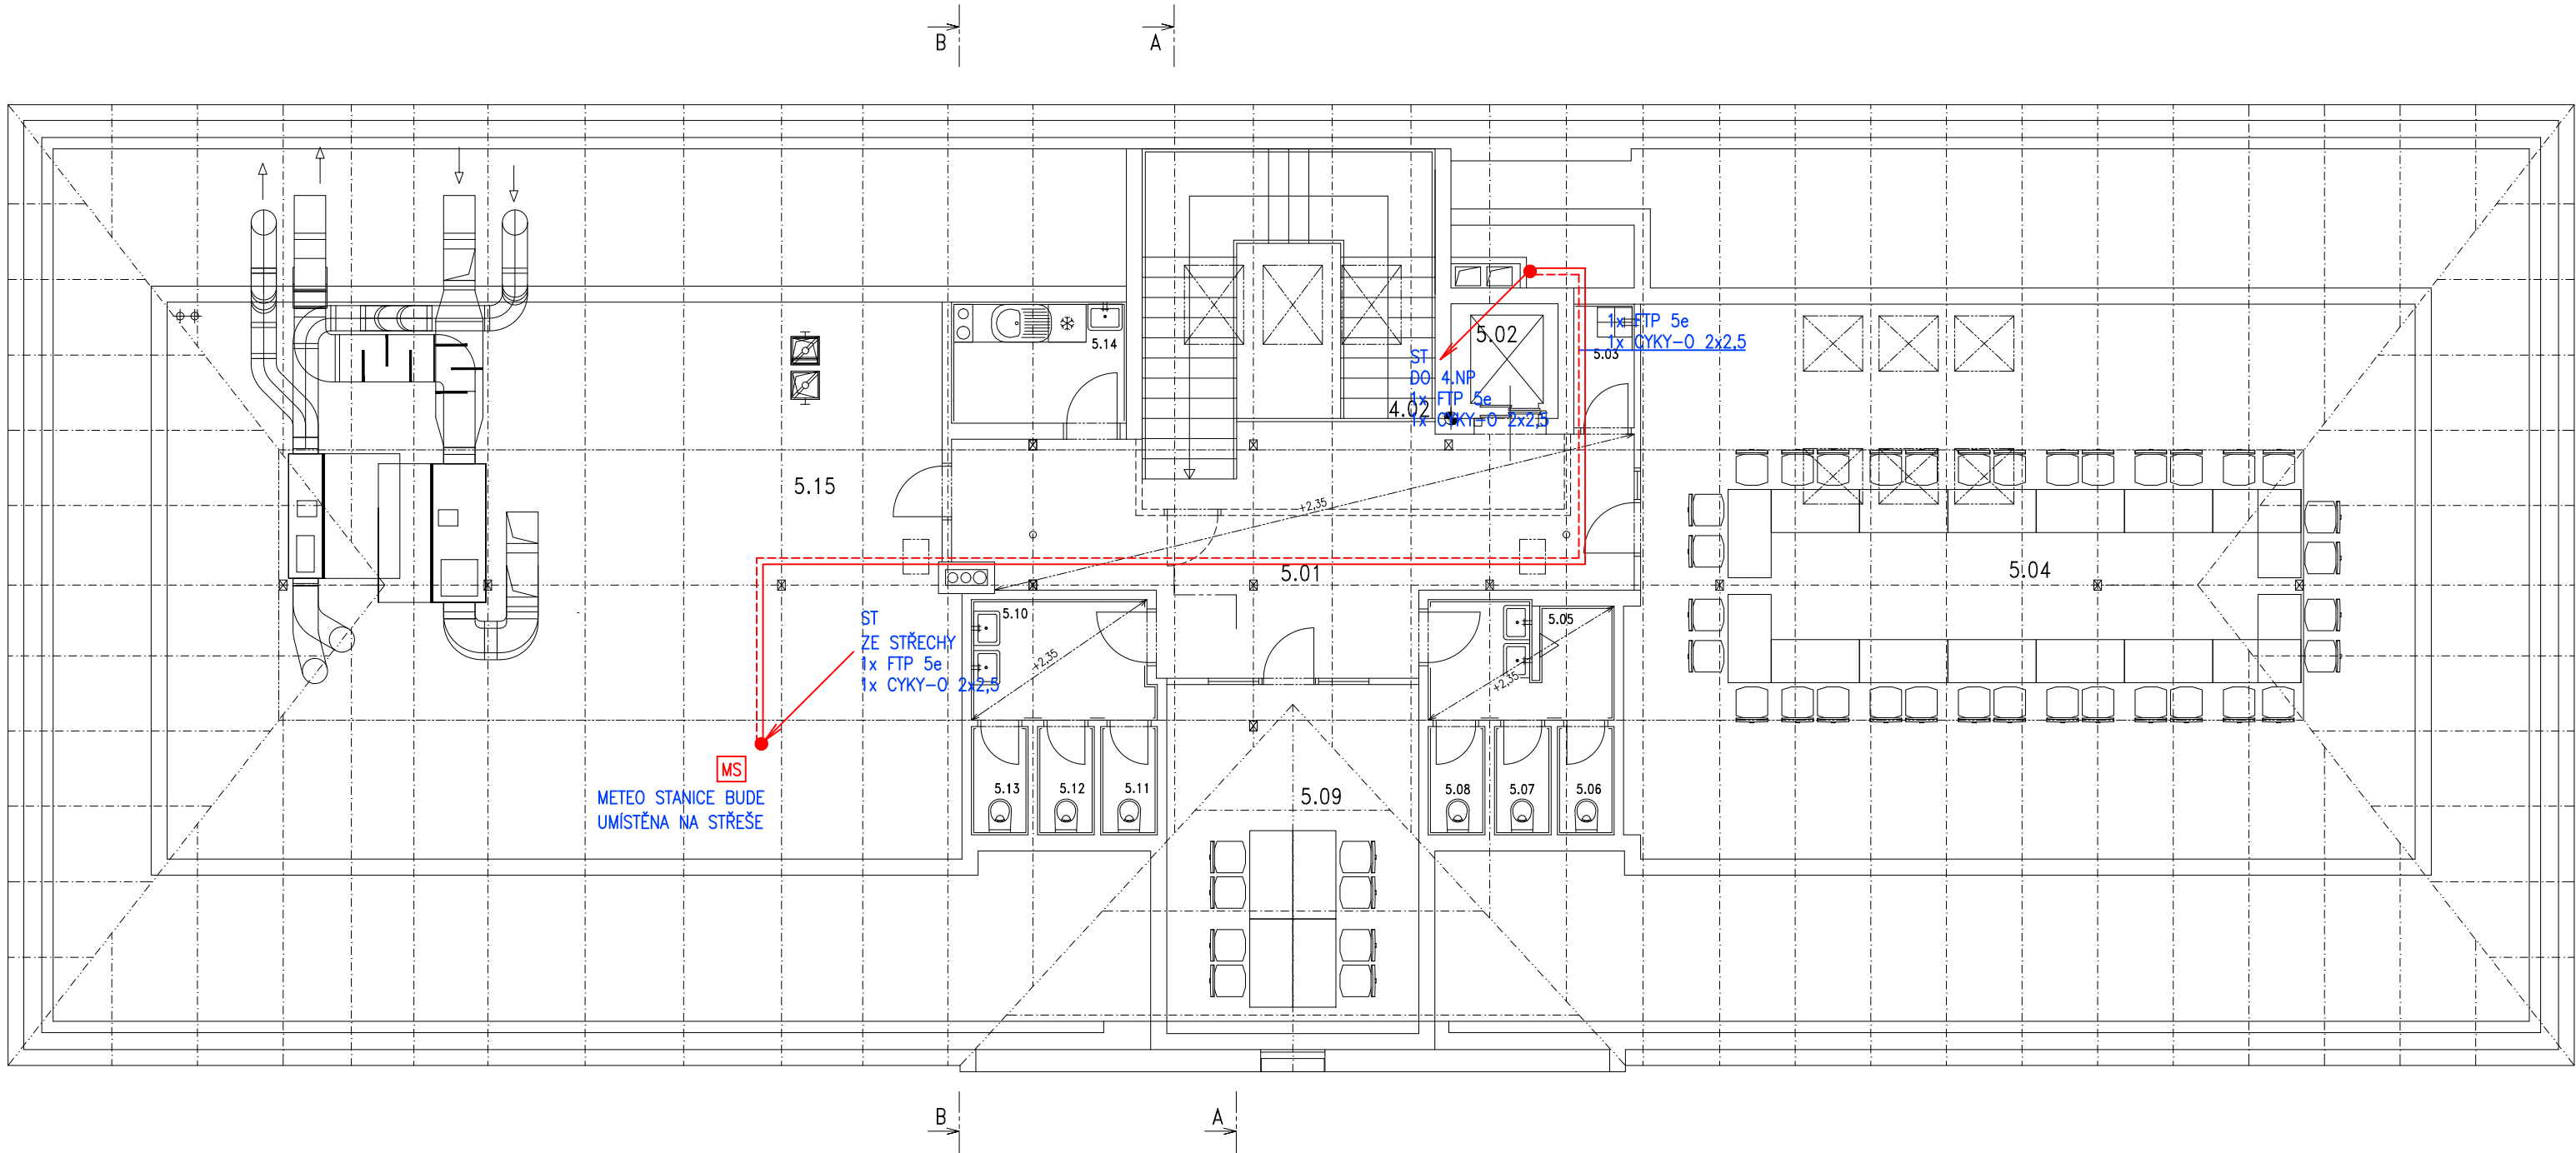 B
A
5.14
5.02
1x FTP 5e
1x CYKY-O 2x2,5
5.03
ST
DO 4.NP
1x FTP 5e
1x CYKY-O 2x2,5
4.02
5.15
+2,35
5.01
5.04
ST
ZE STŘECHY
1x FTP 5e
1x CYKY-O 2x2,5
5.10
+2,35
5.05
+2,35
MS
METEO STANICE BUDE
UMÍSTĚNA NA STŘEŠE
5.13
5.12
5.11
5.09
5.08
5.07
5.06
B
A